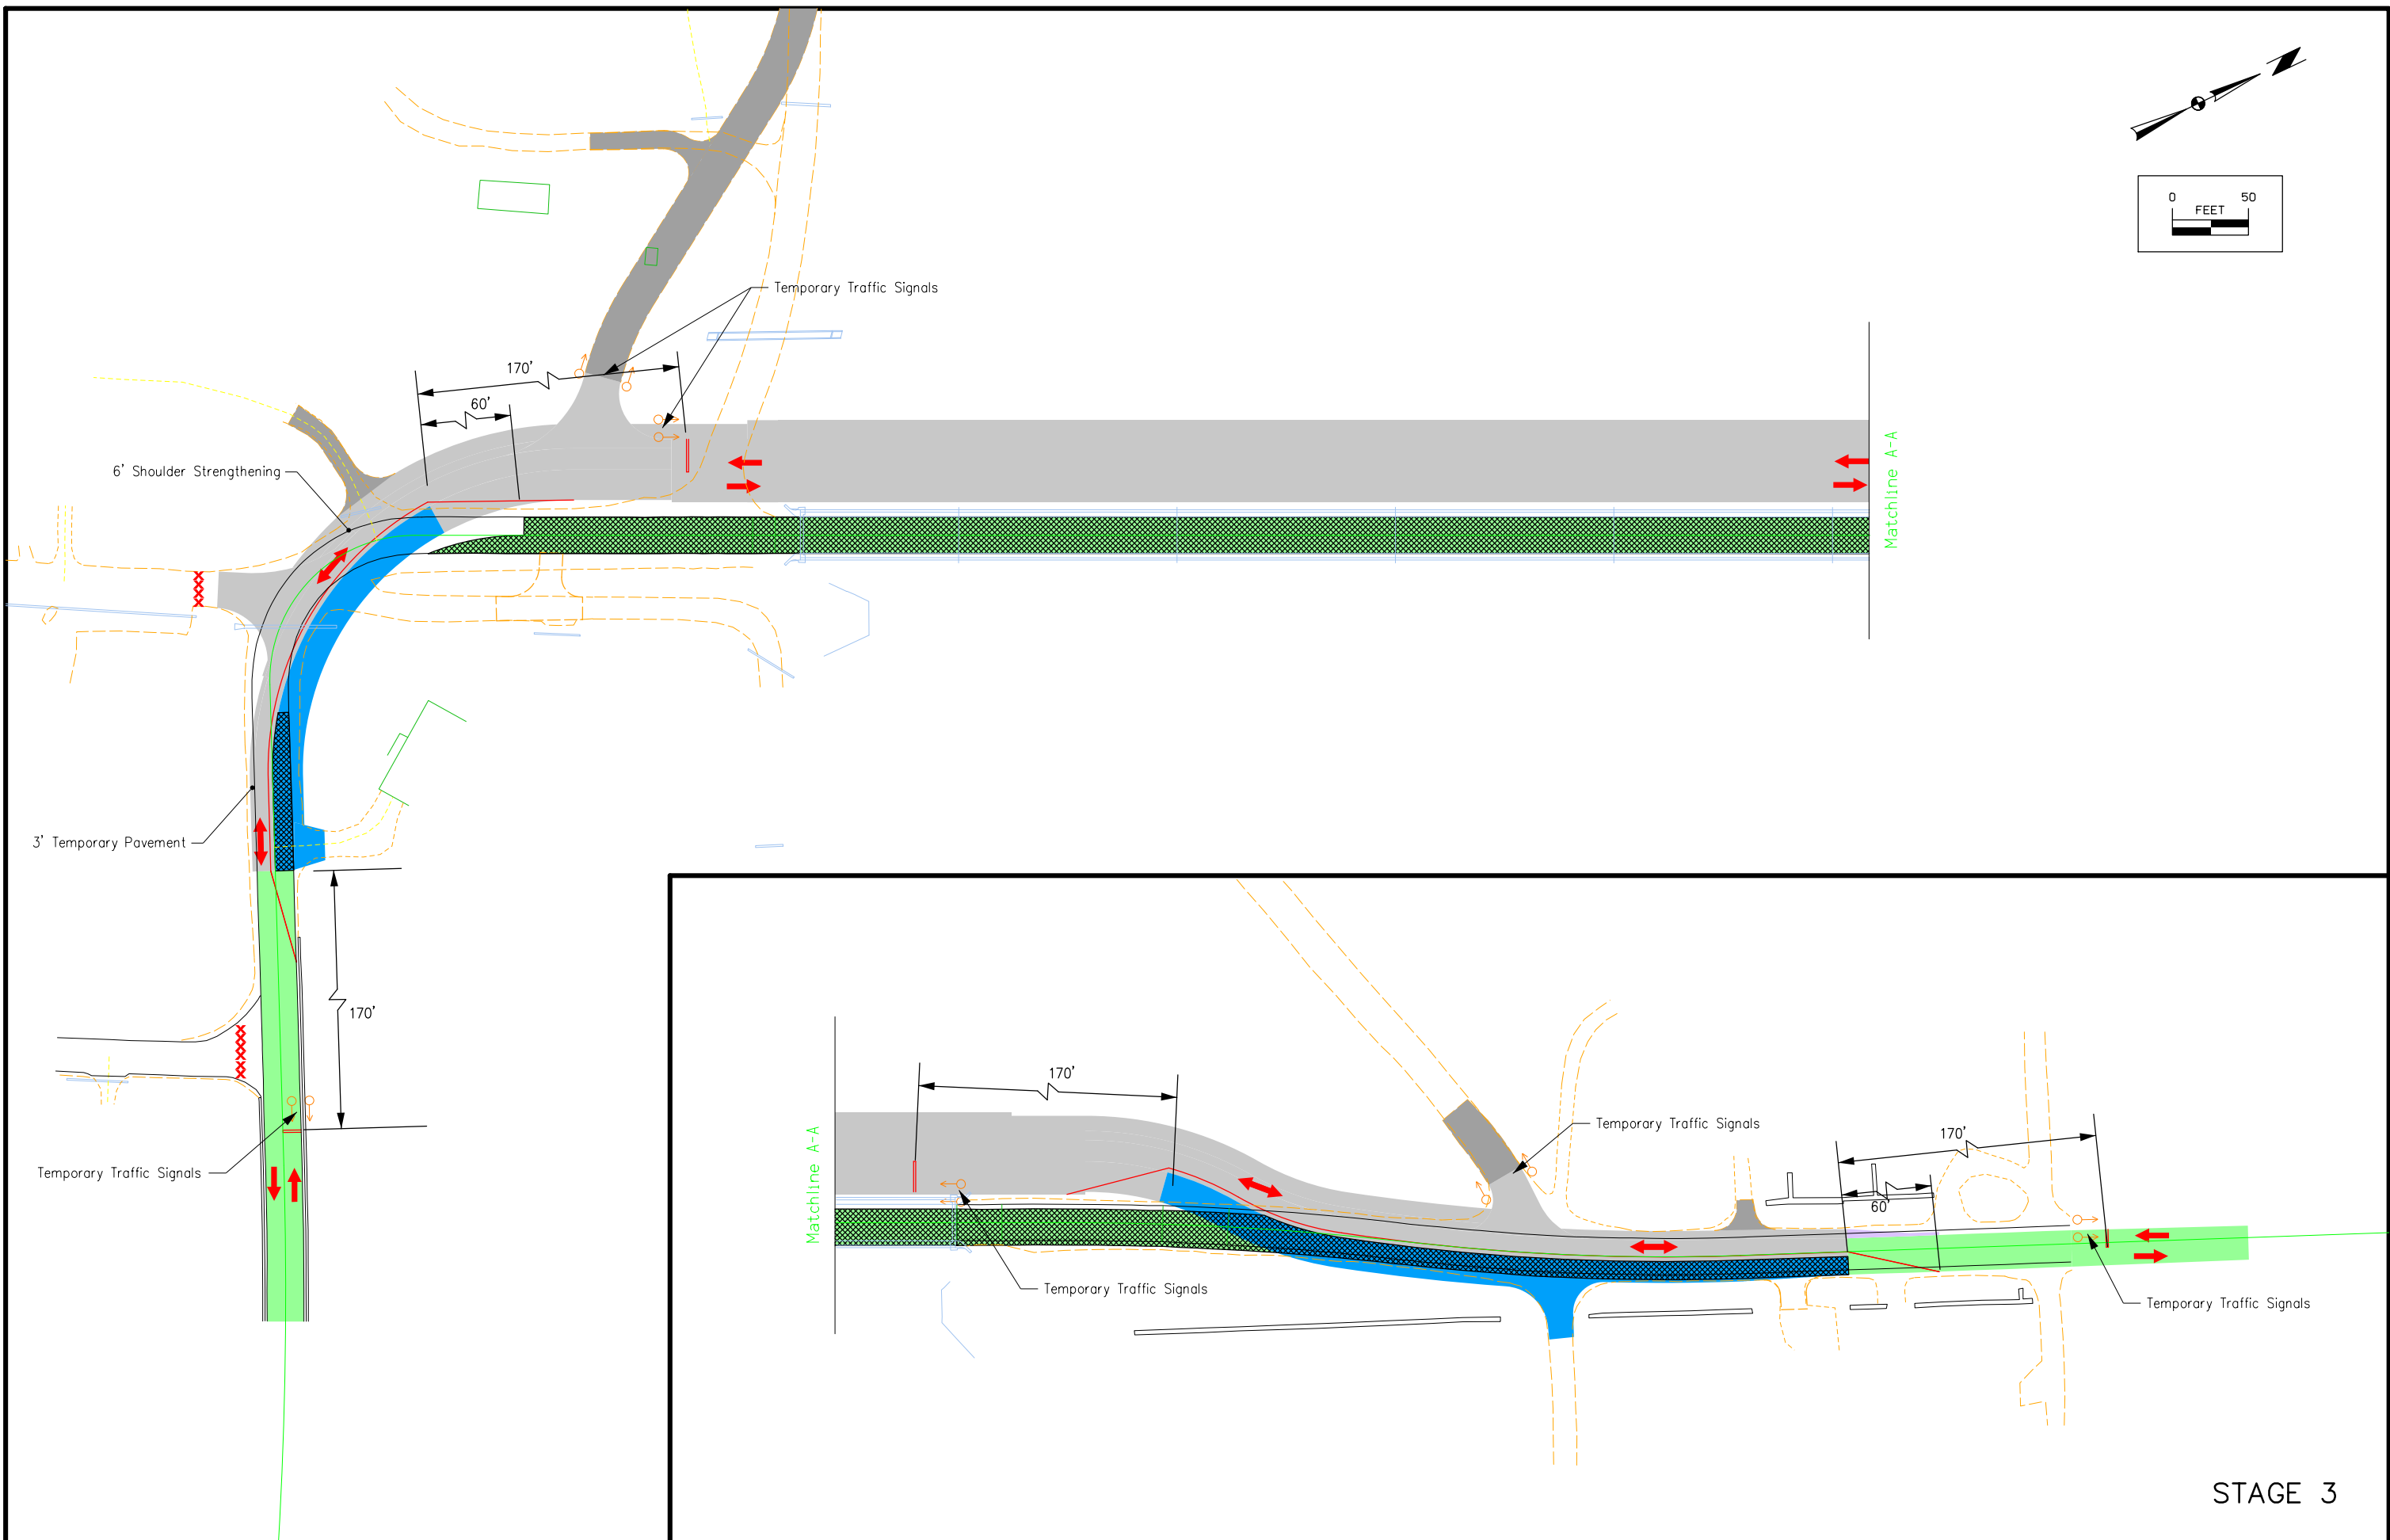 N
0 50
FEET
Temporary Traffic Signals
170'
60'
6' Shoulder Strengthening
Matchline A-A
3' Temporary Pavement
170'
Temporary Traffic Signals
170'
Temporary Traffic Signals
170'
60'
Matchline A-A
Temporary Traffic Signals
Temporary Traffic Signals
STAGE 3